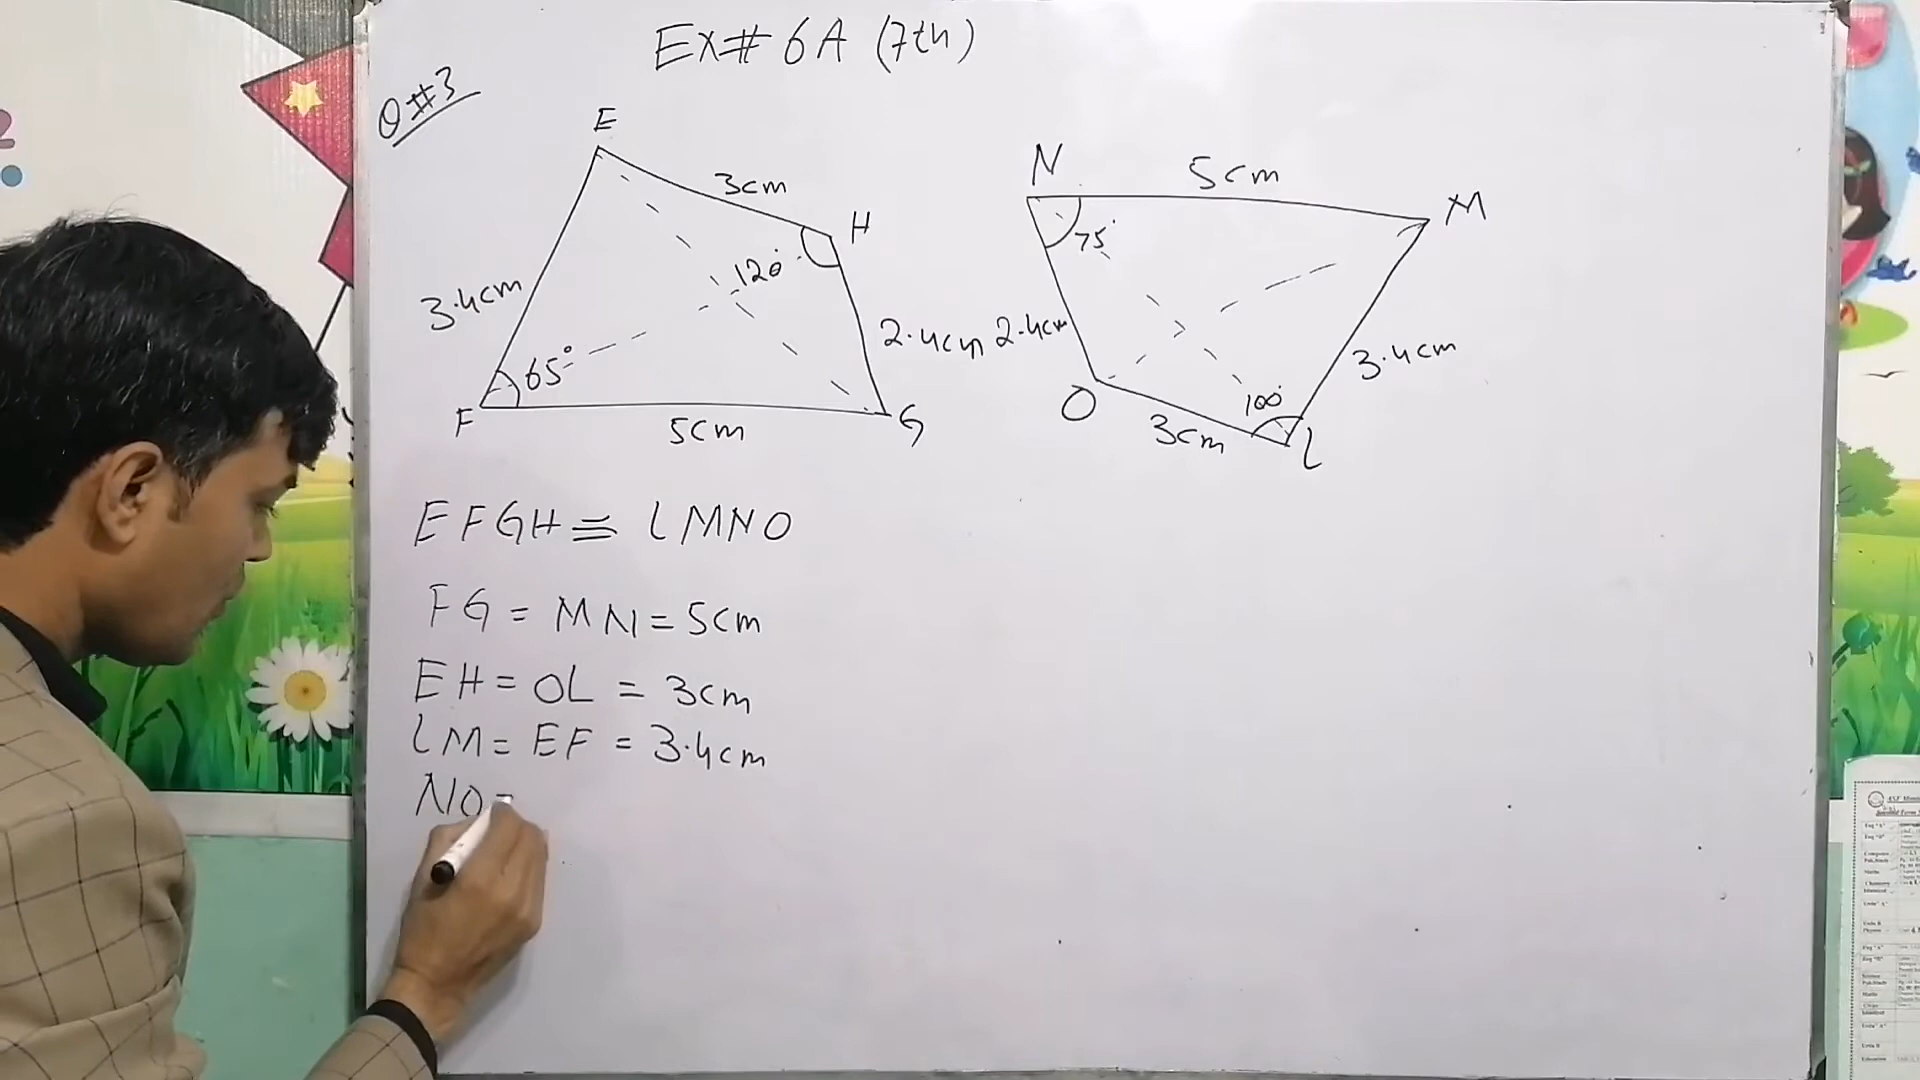 Ex# 6A (7th)
Q#3
E
3cm
H
120°
3.4cm
2.4cm
65°
F
5cm
G
N
5cm
M
75°
2.4cm
3.4cm
O
100°
3cm
L
EFGH ≅ LMNO
FG = MN = 5cm
EH = OL = 3cm
LM = EF = 3.4cm
NO =
2